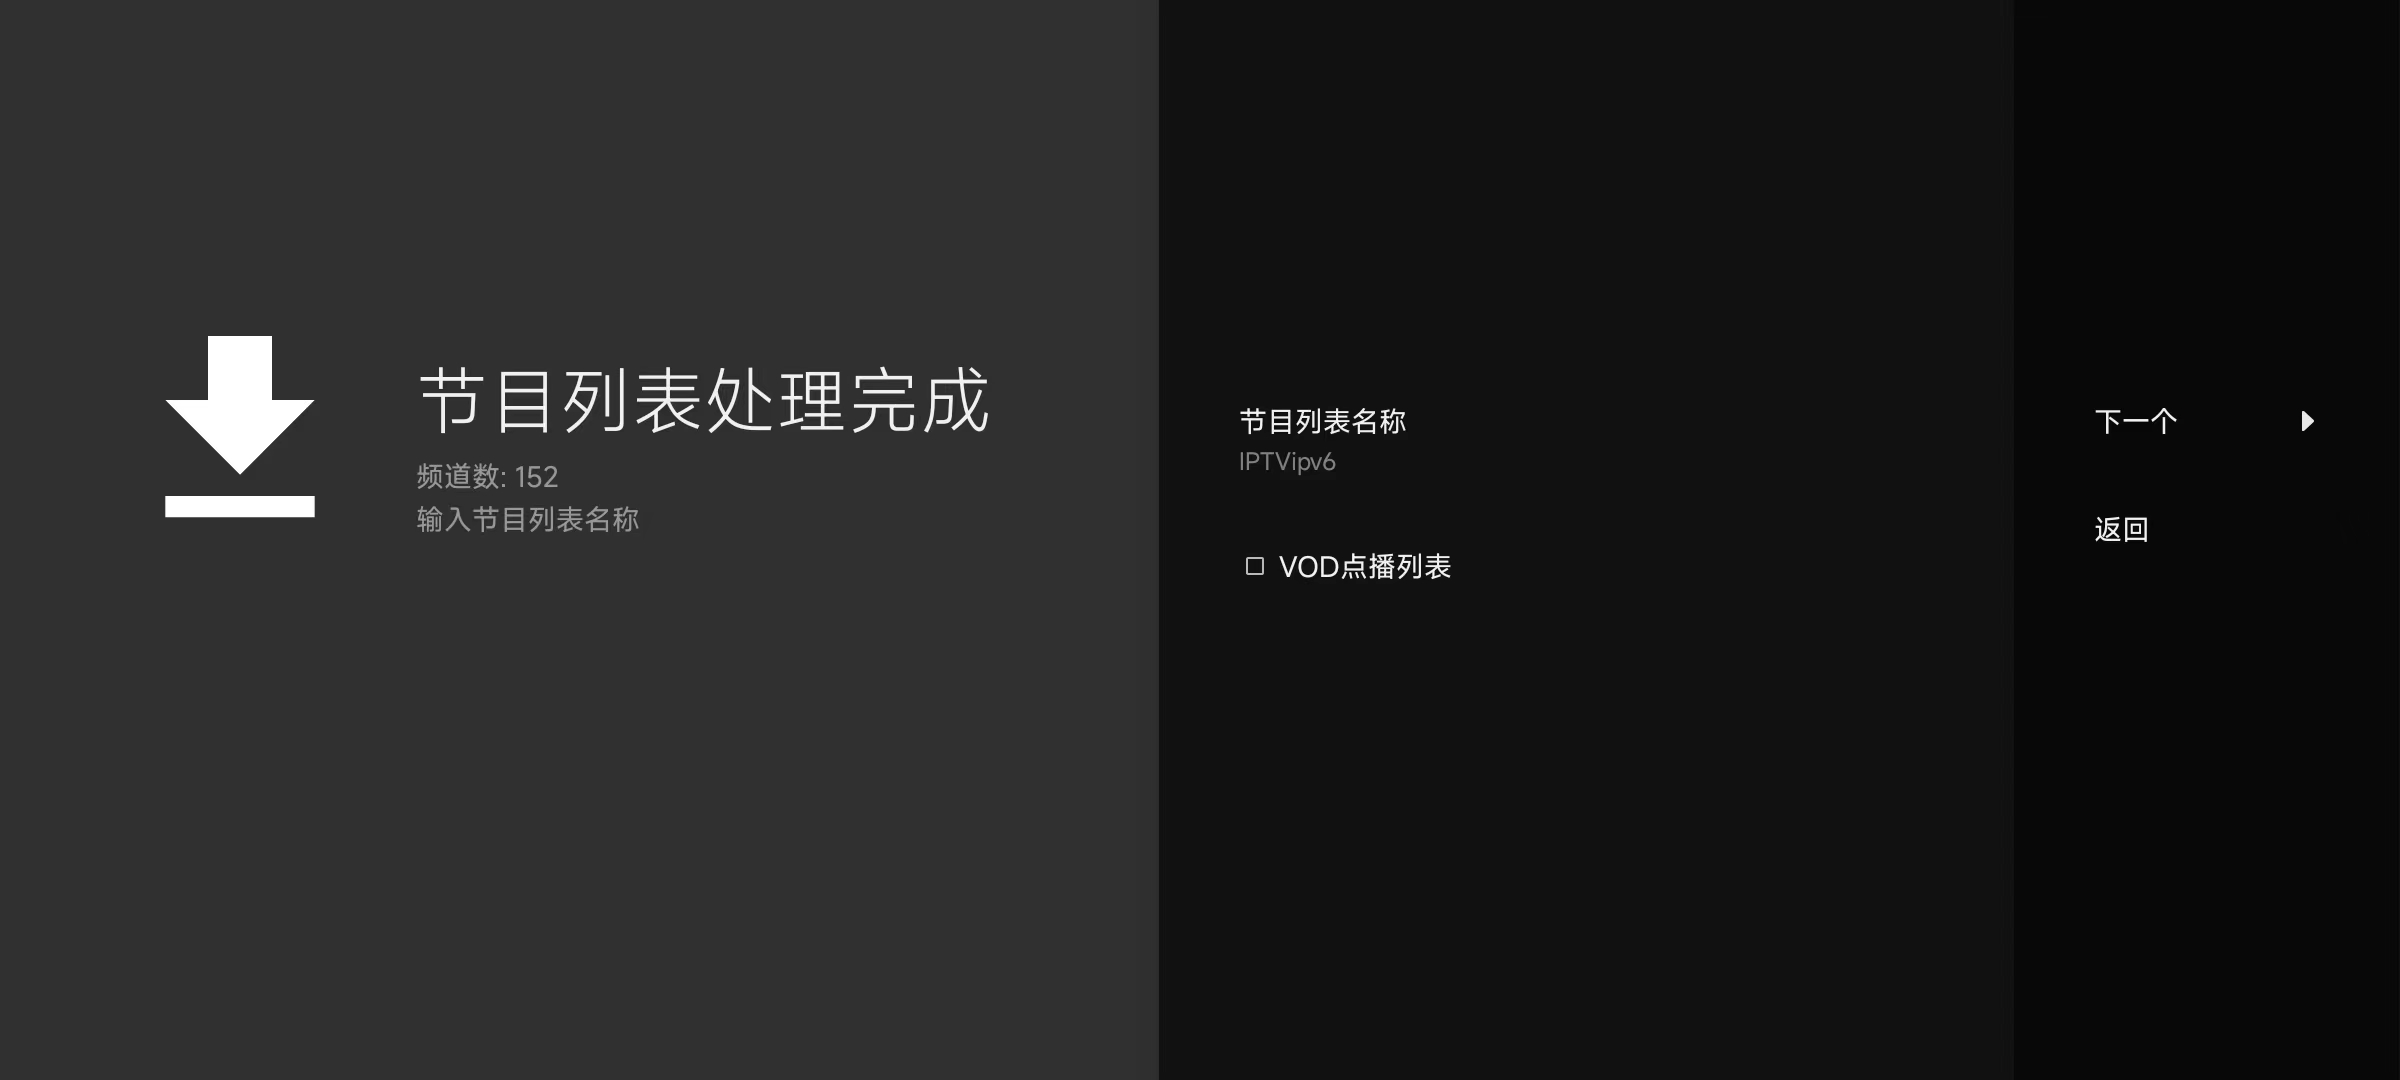 节目列表处理完成
频道数: 152
输入节目列表名称
节目列表名称
IPTVipv6
VOD点播列表
下一个
返回